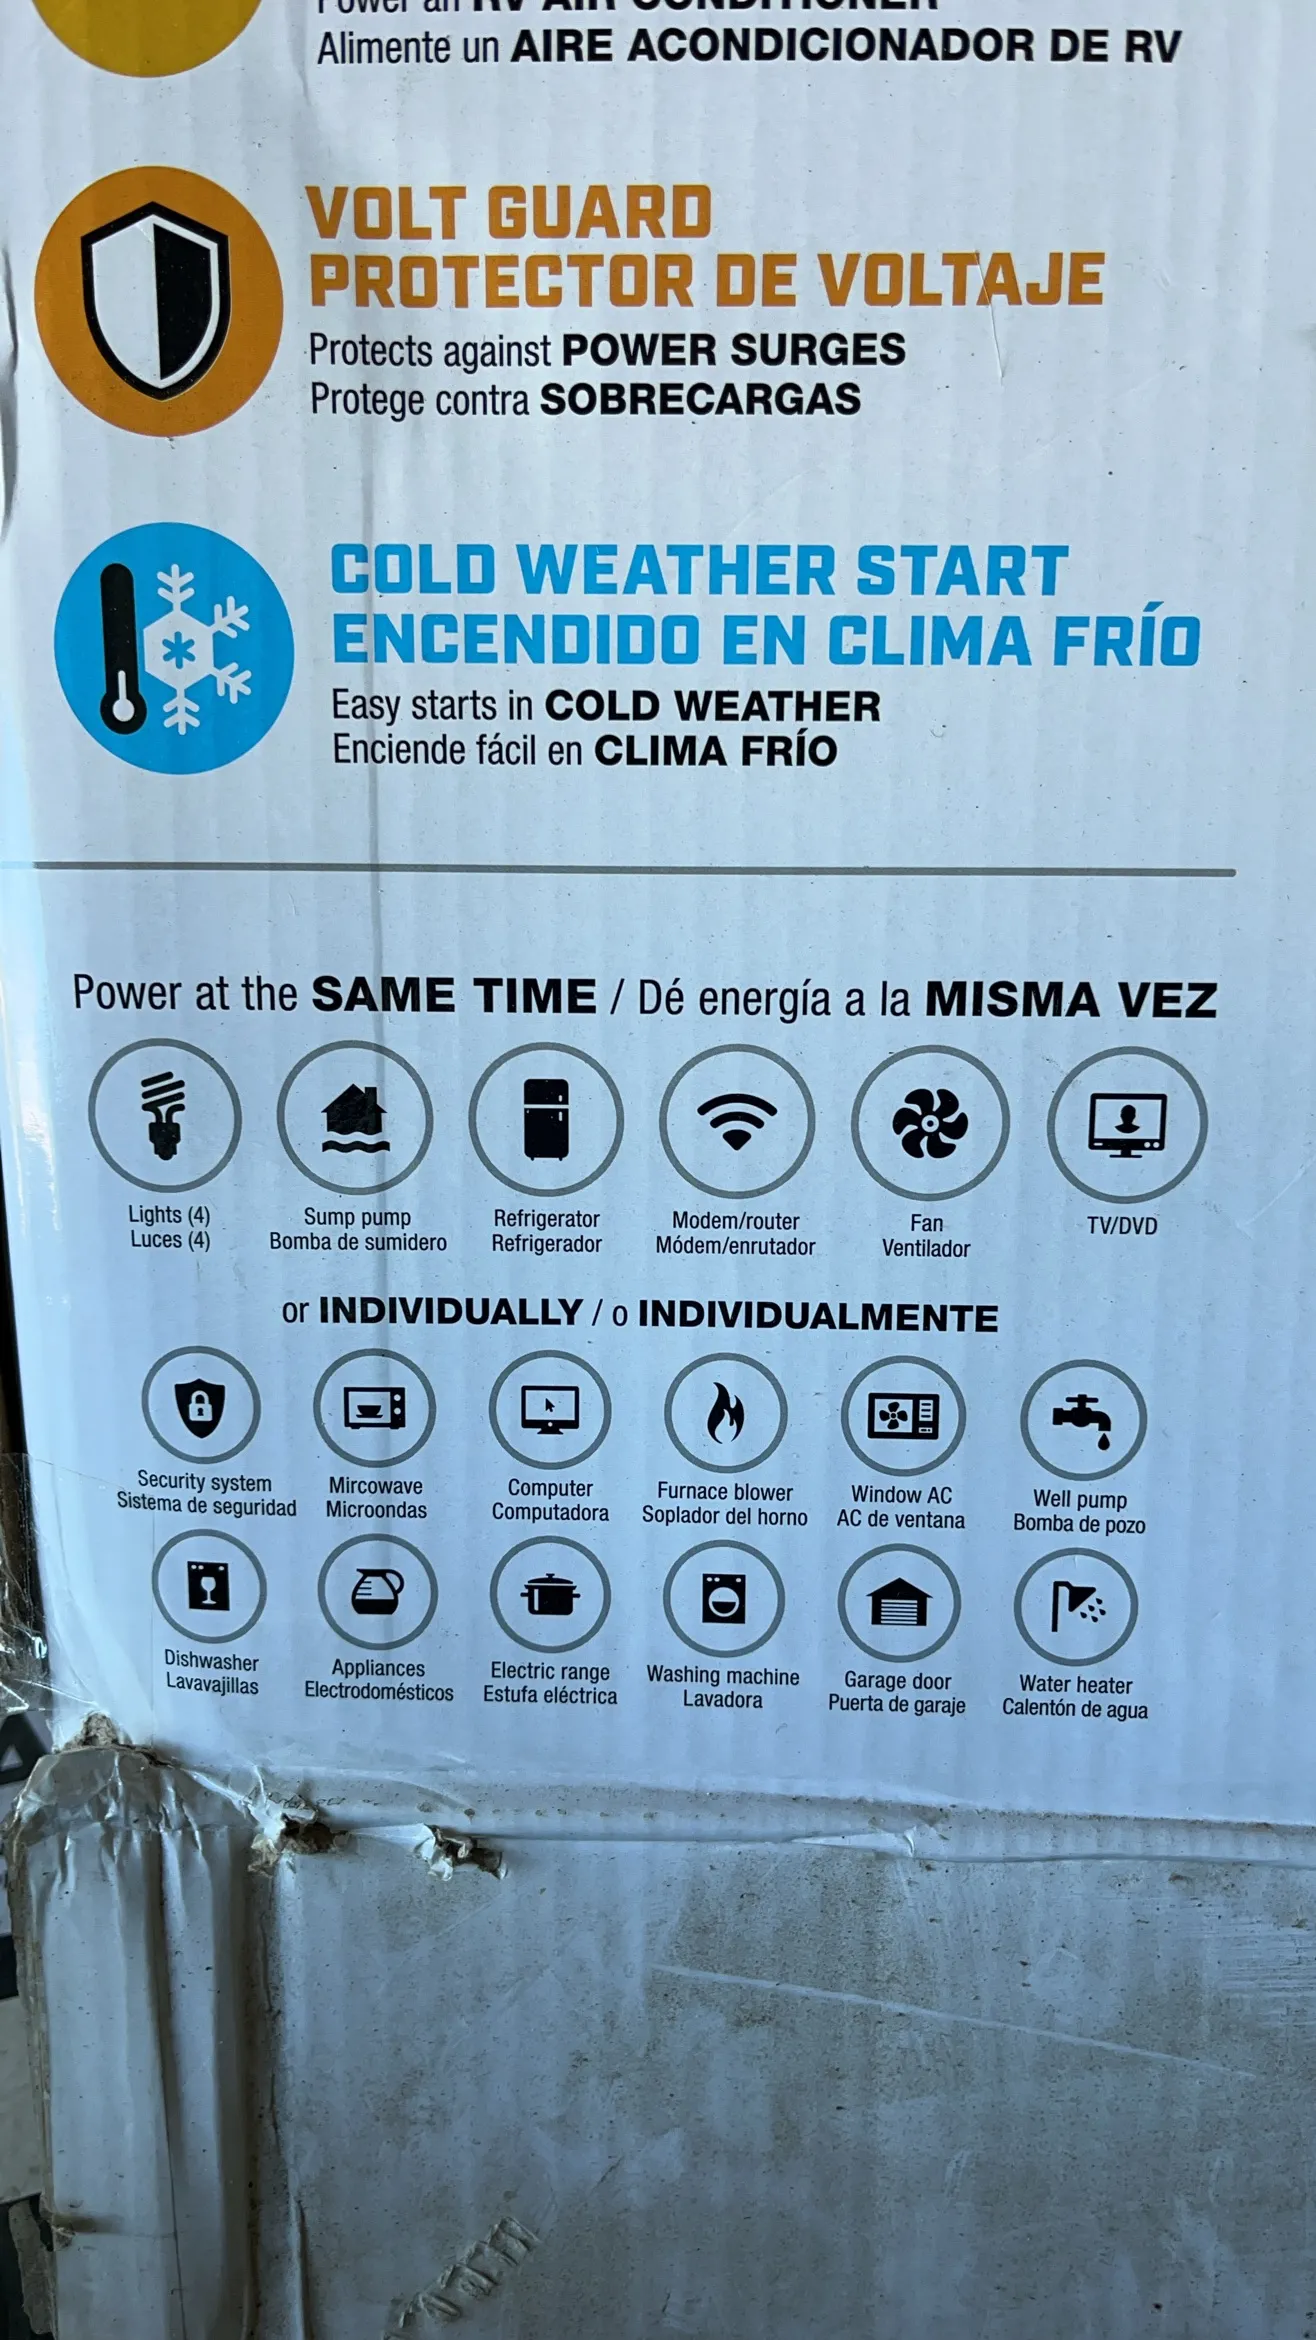 Power an RV AIR CONDITIONER
Alimente un AIRE ACONDICIONADOR DE RV
VOLT GUARD
PROTECTOR DE VOLTAJE
Protects against POWER SURGES
Protege contra SOBRECARGAS
COLD WEATHER START
ENCENDIDO EN CLIMA FRÍO
Easy starts in COLD WEATHER
Enciende fácil en CLIMA FRÍO
Power at the SAME TIME / Dé energía a la MISMA VEZ
Lights (4)
Luces (4)
Sump pump
Bomba de sumidero
Refrigerator
Refrigerador
Modem/router
Módem/enrutador
Fan
Ventilador
TV/DVD
or INDIVIDUALLY / o INDIVIDUALMENTE
Security system
Sistema de seguridad
Mircowave
Microondas
Computer
Computadora
Furnace blower
Soplador del horno
Window AC
AC de ventana
Well pump
Bomba de pozo
Dishwasher
Lavavajillas
Appliances
Electrodomésticos
Electric range
Estufa eléctrica
Washing machine
Lavadora
Garage door
Puerta de garaje
Water heater
Calentón de agua